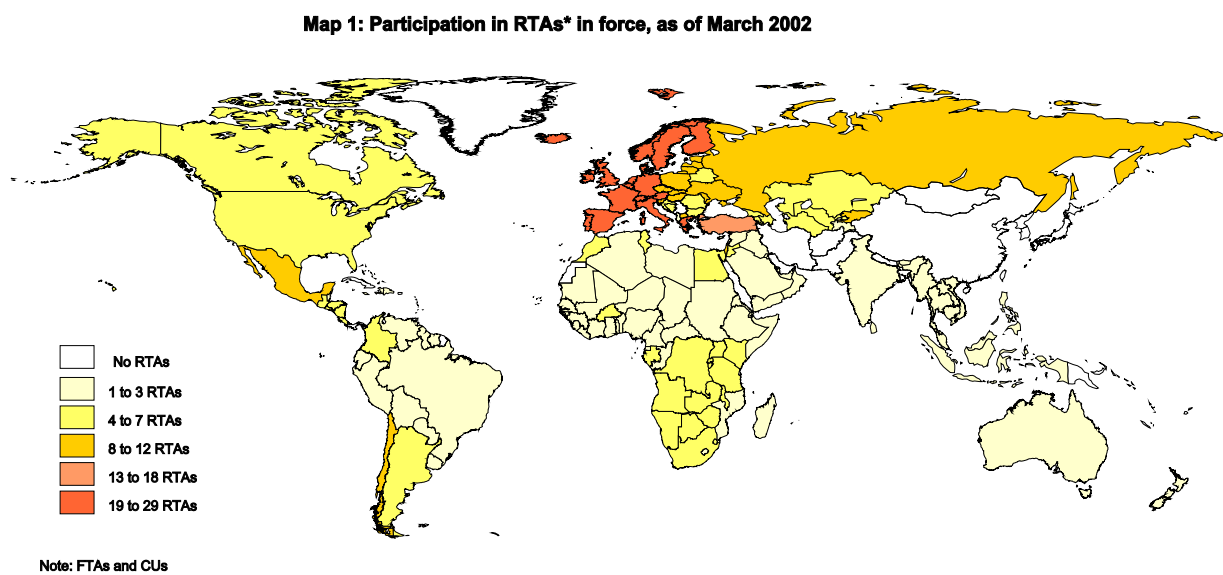 Map 1: Participation in RTAs* in force, as of March 2002
No RTAs
1 to 3 RTAs
4 to 7 RTAs
8 to 12 RTAs
13 to 18 RTAs
19 to 29 RTAs
Note: FTAs and CUs